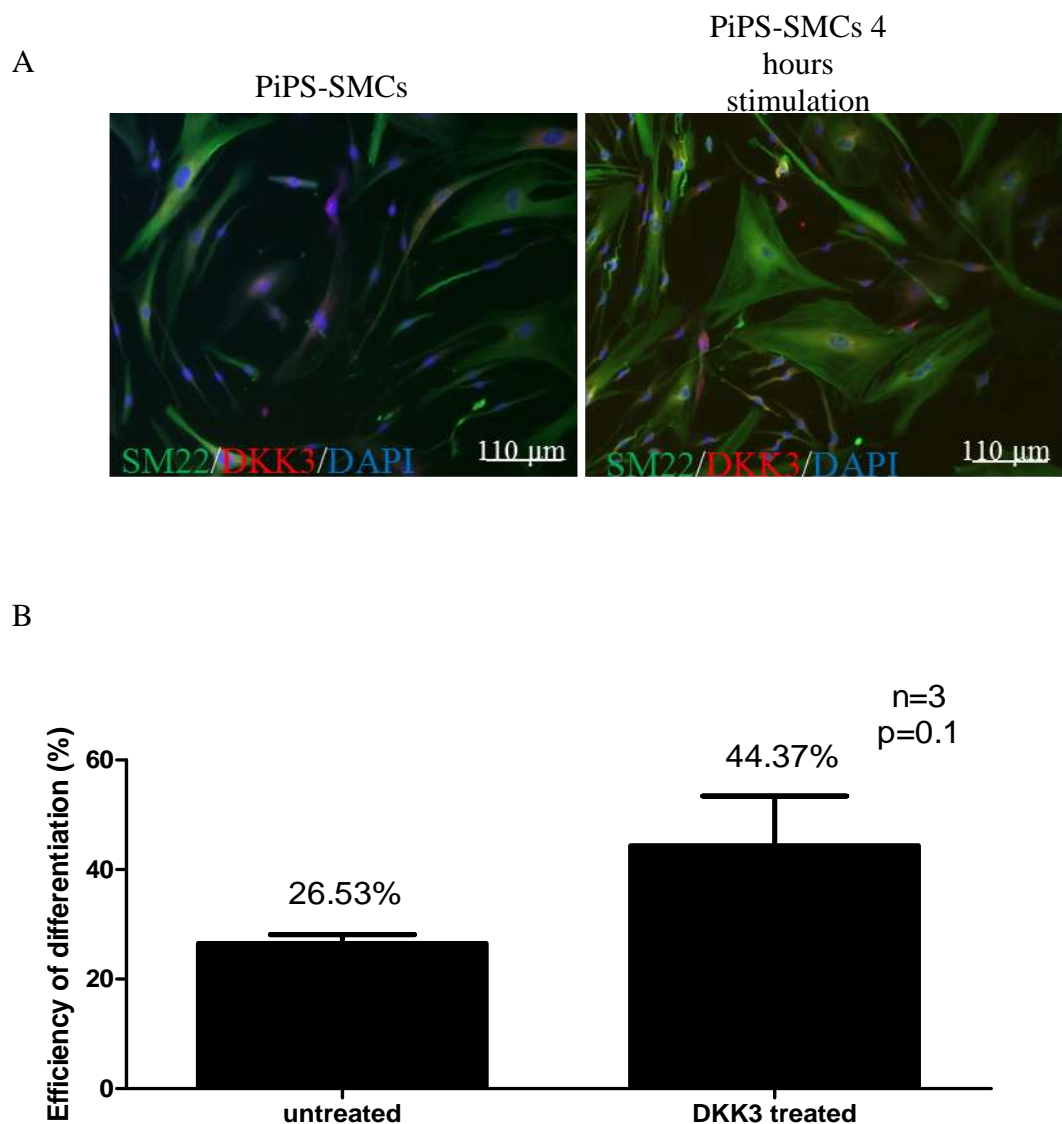 A
PiPS-SMCs
PiPS-SMCs 4
hours
stimulation
SM22/DKK3/DAPI
110 µm
SM22/DKK3/DAPI
110 µm
B
n=3
p=0.1
Efficiency of differentiation (%)
60
40
20
0
26.53%
44.37%
untreated
DKK3 treated